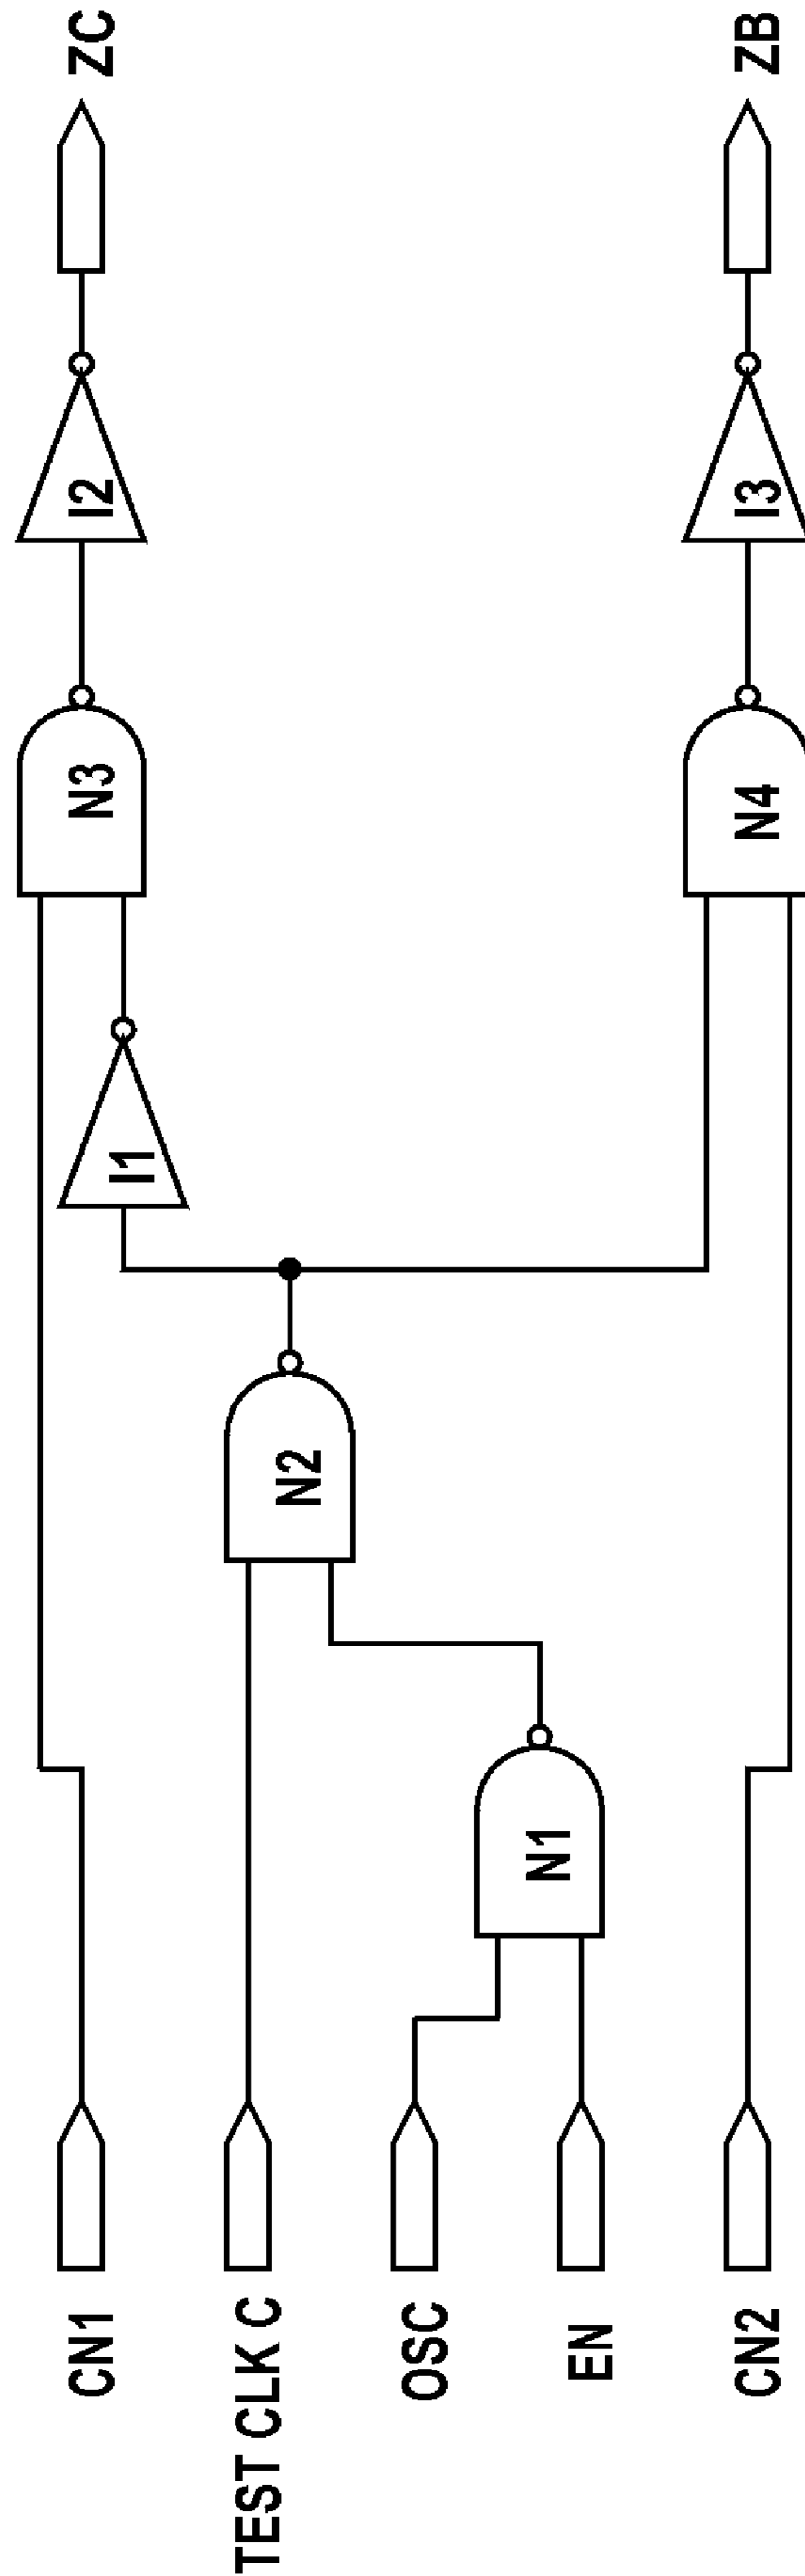 CN1
TEST CLK C
OSC
EN
CN2
N1
N2
I1
N3
N4
I2
I3
ZC
ZB